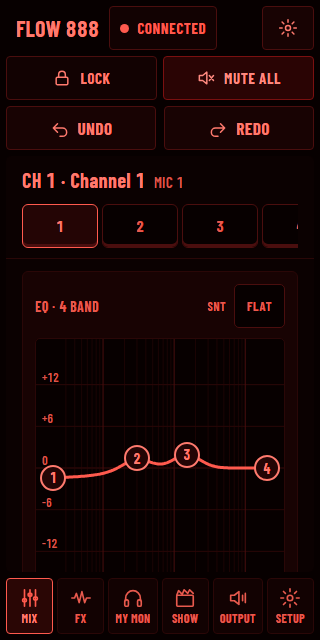 FLOW 888 CONNECTED
LOCK MUTE ALL
UNDO REDO
CH 1 · Channel 1 MIC 1
1 2 3
EQ · 4 BAND SNT FLAT
+12
+6
0
1 2 3 4
-6
-12
MIX FX MY MON SHOW OUTPUT SETUP